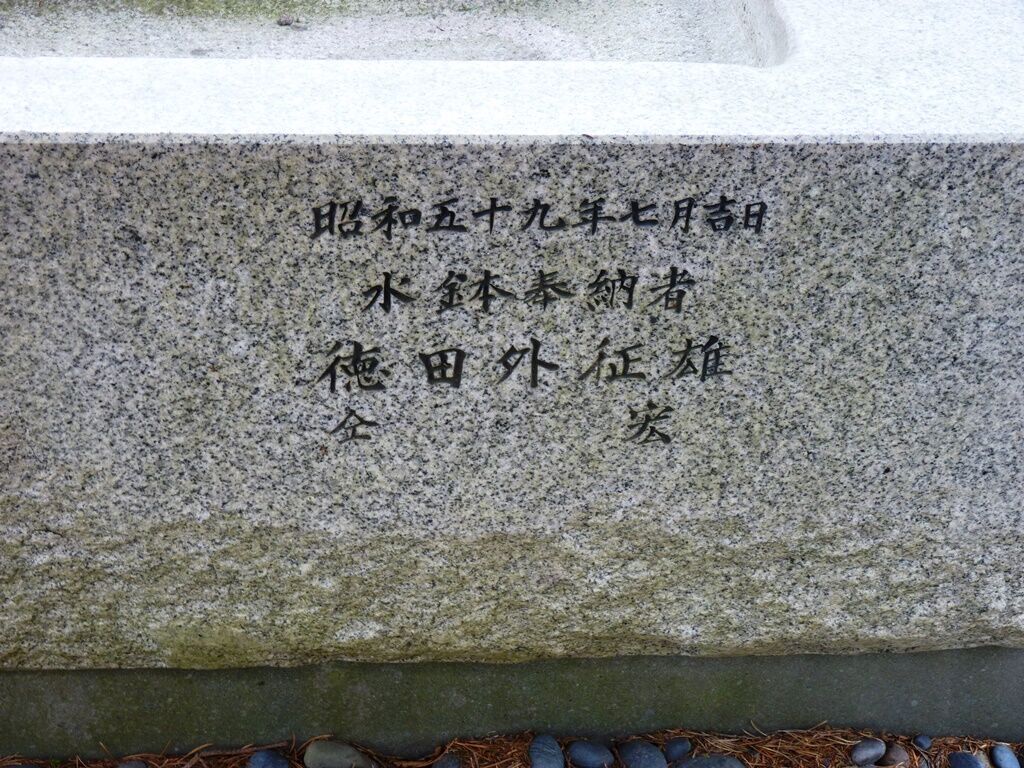 昭和五十九年七月吉日
水鉢奉納者
徳田外征雄
仝 宏